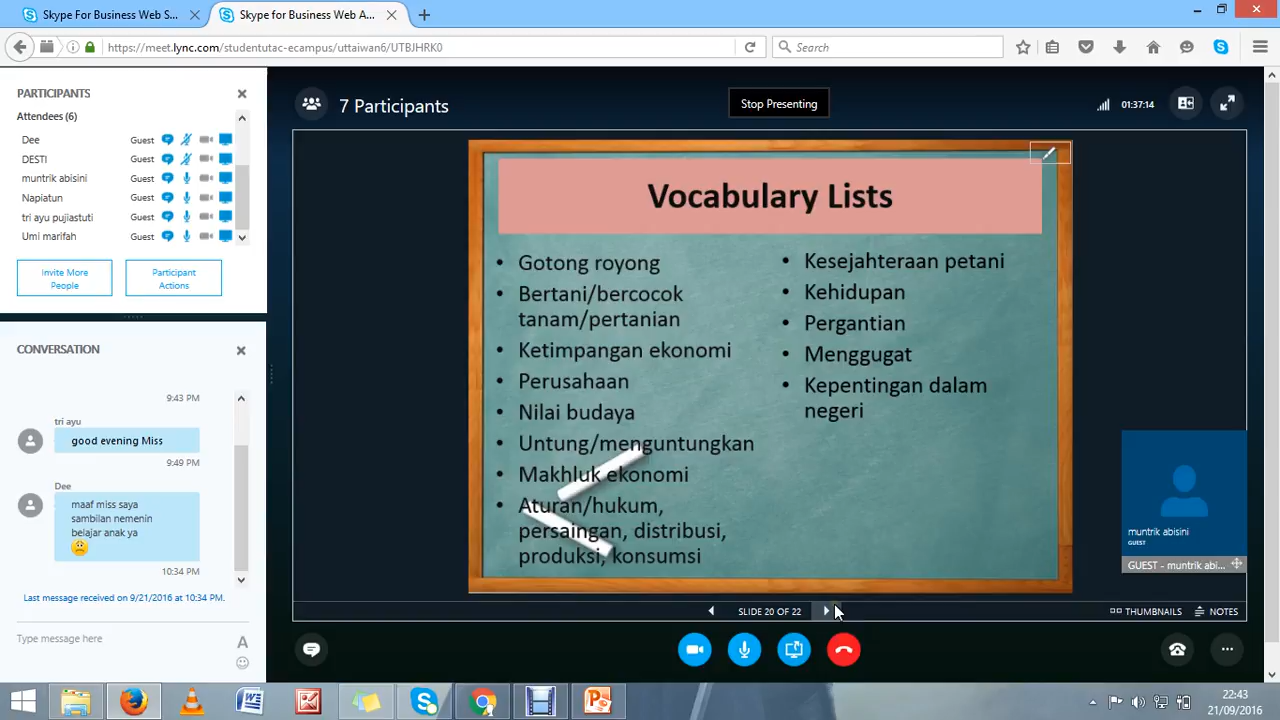 Skype For Business Web S...
Skype for Business Web A...
https://meet.lync.com/studentutac-ecampus/uttaiwan6/UTBJHRK0
Search
PARTICIPANTS
Attendees (6)
Dee Guest
DESTI Guest
muntrik abisini Guest
Napiatun Guest
tri ayu pujiastuti Guest
Umi marifah Guest
Invite More
People
Participant
Actions
CONVERSATION
9:43 PM
tri ayu
good evening Miss
9:49 PM
Dee
maaf miss saya
sambilan nemenin
belajar anak ya
10:34 PM
Last message received on 9/21/2016 at 10:34 PM.
Type message here
A
7 Participants
Stop Presenting
01:37:14
Vocabulary Lists
• Gotong royong
• Bertani/bercocok
tanam/pertanian
• Ketimpangan ekonomi
• Perusahaan
• Nilai budaya
• Untung/menguntungkan
• Makhluk ekonomi
• Aturan/hukum,
persaingan, distribusi,
produksi, konsumsi
• Kesejahteraan petani
• Kehidupan
• Pergantian
• Menggugat
• Kepentingan dalam
negeri
muntrik abisini
GUEST
GUEST - muntrik abi...
SLIDE 20 OF 22
THUMBNAILS
NOTES
22:43
21/09/2016